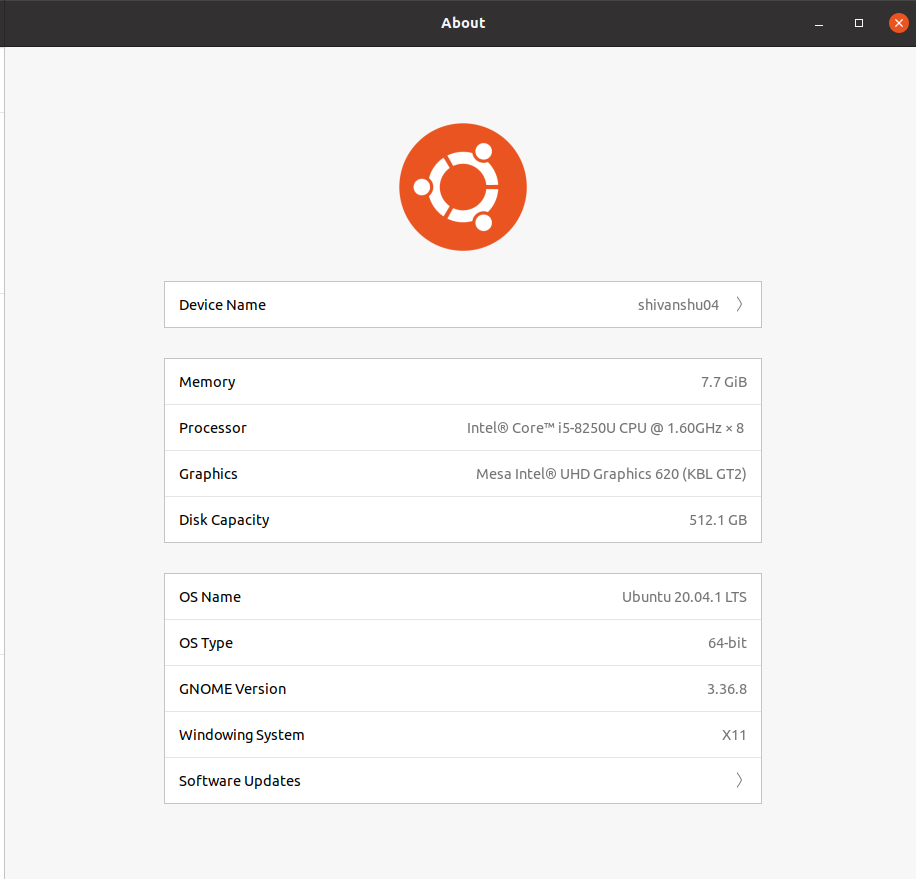 About
Device Name shivanshu04
Memory 7.7 GiB
Processor Intel® Core™ i5-8250U CPU @ 1.60GHz × 8
Graphics Mesa Intel® UHD Graphics 620 (KBL GT2)
Disk Capacity 512.1 GB
OS Name Ubuntu 20.04.1 LTS
OS Type 64-bit
GNOME Version 3.36.8
Windowing System X11
Software Updates